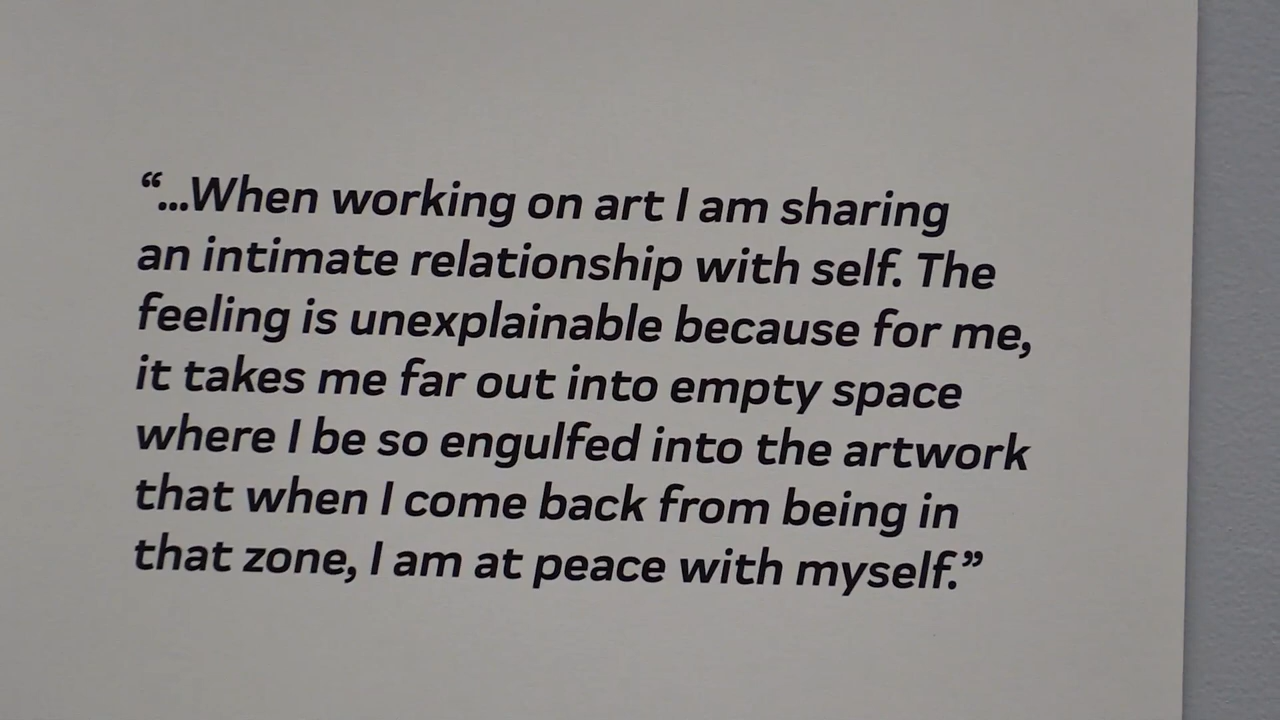 “...When working on art I am sharing
an intimate relationship with self. The
feeling is unexplainable because for me,
it takes me far out into empty space
where I be so engulfed into the artwork
that when I come back from being in
that zone, I am at peace with myself.”